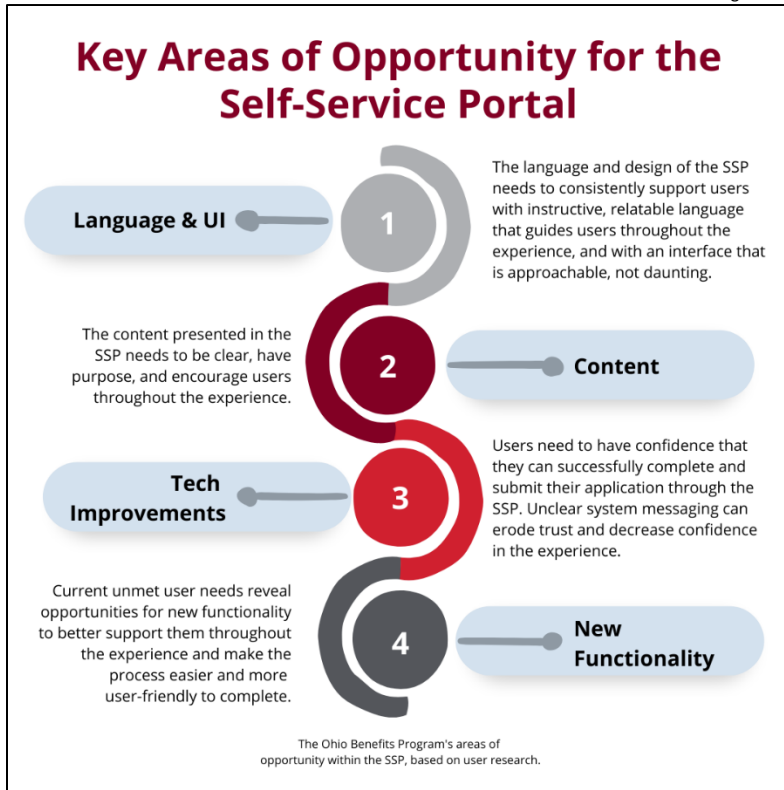 Key Areas of Opportunity for the
Self-Service Portal
Language & UI
1
The language and design of the SSP
needs to consistently support users
with instructive, relatable language
that guides users throughout the
experience, and with an interface that
is approachable, not daunting.
The content presented in the
SSP needs to be clear, have
purpose, and encourage users
throughout the experience.
2
Content
Tech
Improvements
3
Users need to have confidence that
they can successfully complete and
submit their application through the
SSP. Unclear system messaging can
erode trust and decrease confidence
in the experience.
Current unmet user needs reveal
opportunities for new functionality
to better support them throughout
the experience and make the
process easier and more
user-friendly to complete.
4
New
Functionality
The Ohio Benefits Program's areas of
opportunity within the SSP, based on user research.